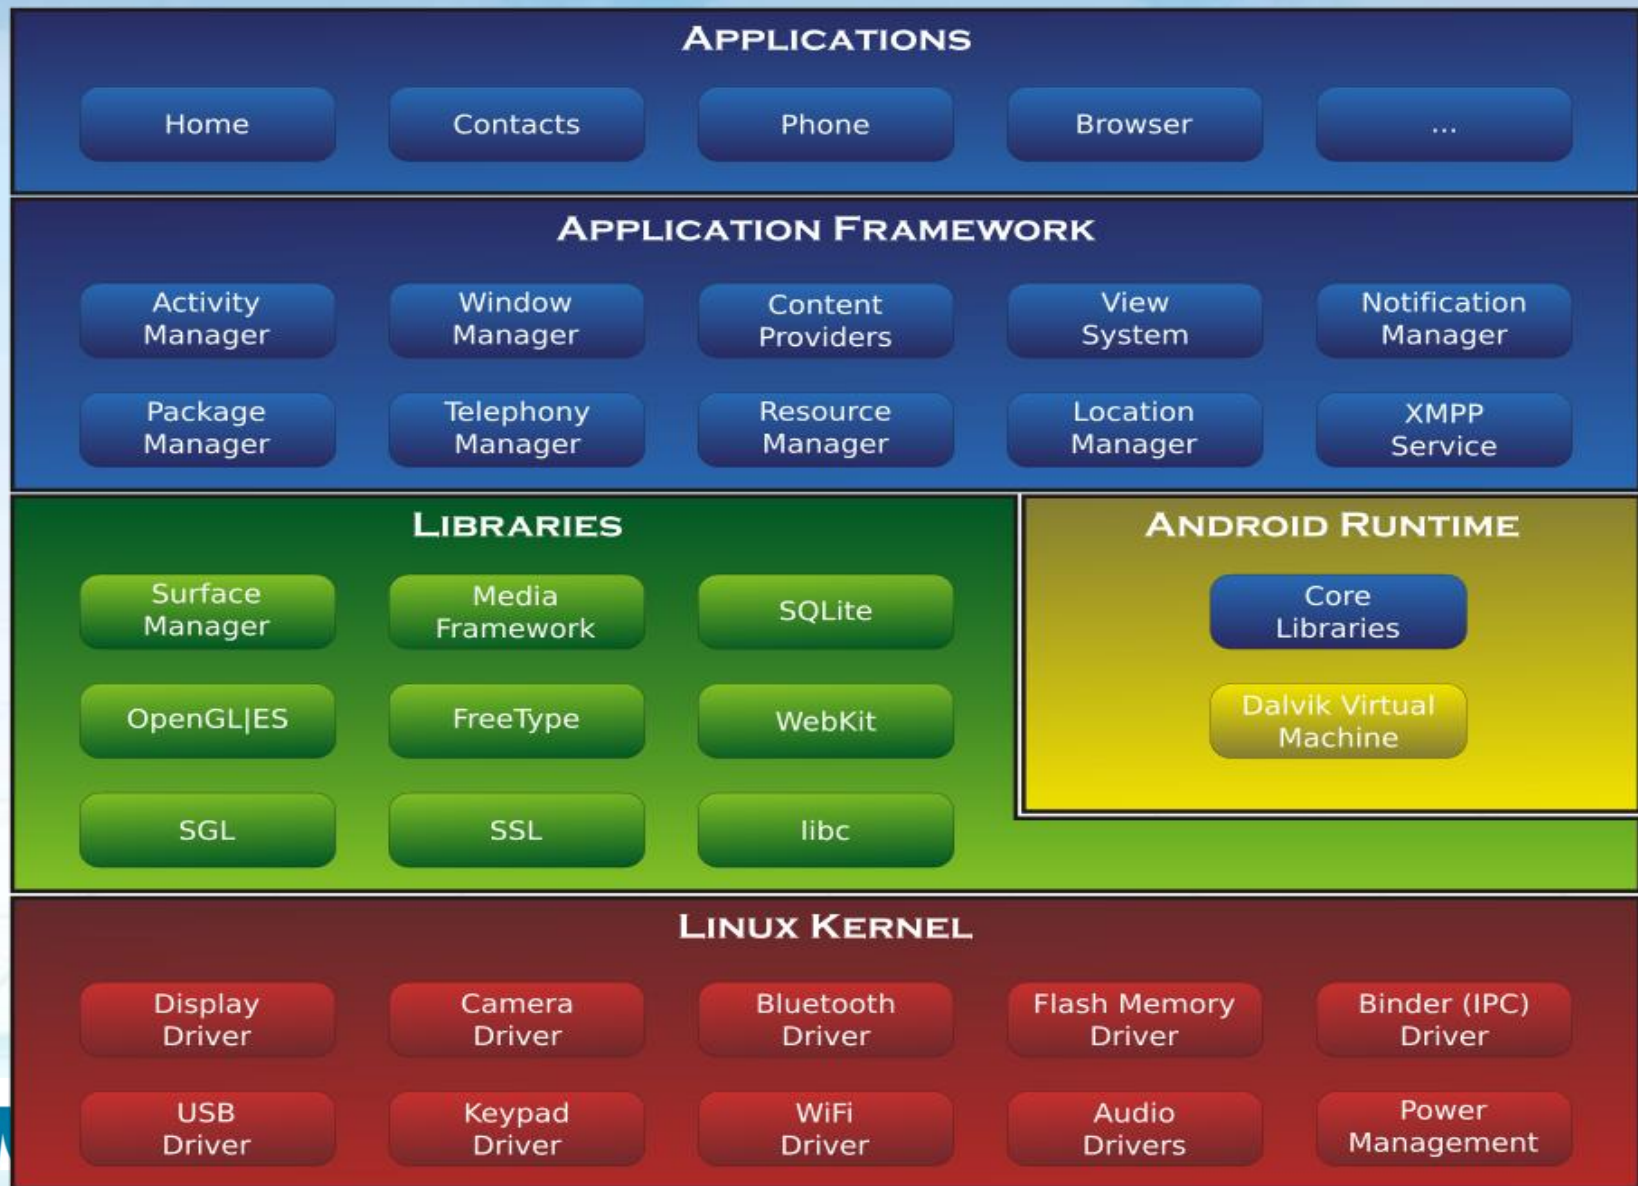 APPLICATIONS
Home
Contacts
Phone
Browser
...
APPLICATION FRAMEWORK
Activity
Manager
Window
Manager
Content
Providers
View
System
Notification
Manager
Package
Manager
Telephony
Manager
Resource
Manager
Location
Manager
XMPP
Service
LIBRARIES
Surface
Manager
Media
Framework
SQLite
OpenGL|ES
FreeType
WebKit
SGL
SSL
libc
ANDROID RUNTIME
Core
Libraries
Dalvik Virtual
Machine
LINUX KERNEL
Display
Driver
Camera
Driver
Bluetooth
Driver
Flash Memory
Driver
Binder (IPC)
Driver
USB
Driver
Keypad
Driver
WiFi
Driver
Audio
Drivers
Power
Management